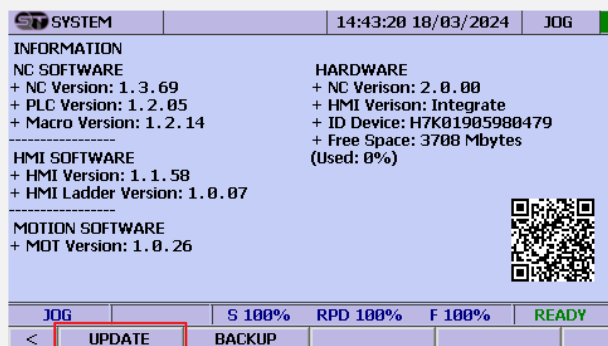 SYSTEM 14:43:20 18/03/2024 JOG
INFORMATION
NC SOFTWARE
+ NC Version: 1.3.69
+ PLC Version: 1.2.05
+ Macro Version: 1.2.14
-----------------
HMI SOFTWARE
+ HMI Version: 1.1.58
+ HMI Ladder Version: 1.0.07
-----------------
MOTION SOFTWARE
+ MOT Version: 1.0.26
HARDWARE
+ NC Verison: 2.0.00
+ HMI Verison: Integrate
+ ID Device: H7K01905980479
+ Free Space: 3708 Mbytes
(Used: 0%)
JOG S 100% RPD 100% F 100% READY
< UPDATE BACKUP